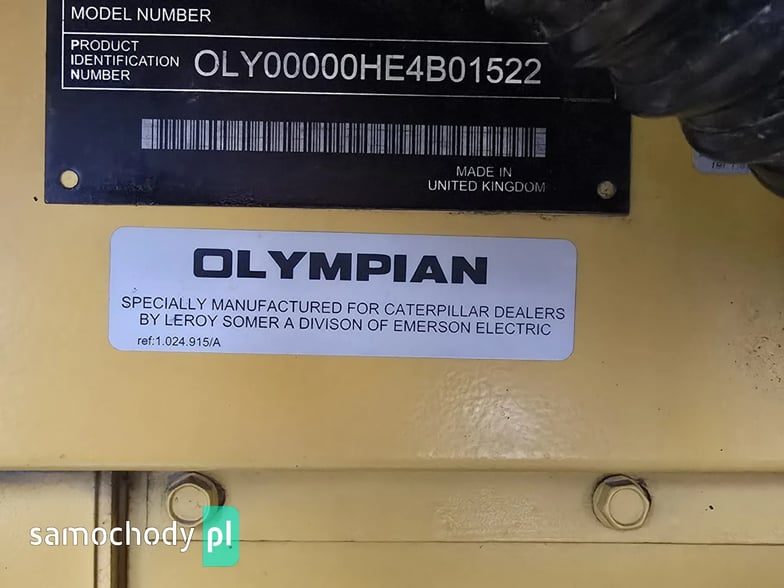 MODEL NUMBER
PRODUCT
IDENTIFICATION
NUMBER
OLY00000HE4B01522
MADE IN
UNITED KINGDOM
OLYMPIAN
SPECIALLY MANUFACTURED FOR CATERPILLAR DEALERS
BY LEROY SOMER A DIVISON OF EMERSON ELECTRIC
ref:1.024.915/A
samochody pl